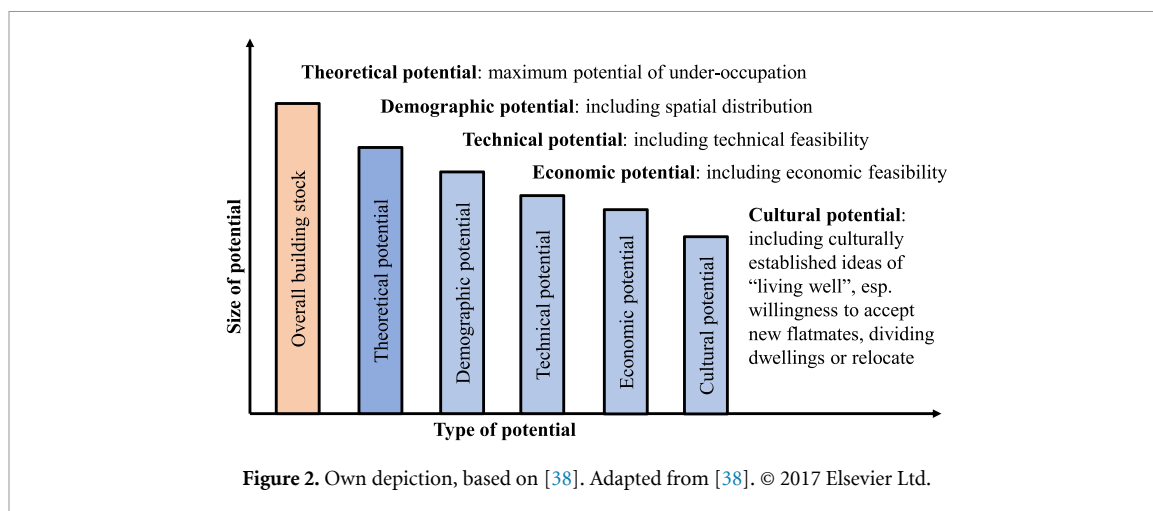 Theoretical potential: maximum potential of under-occupation
Demographic potential: including spatial distribution
Technical potential: including technical feasibility
Economic potential: including economic feasibility
Cultural potential:
including culturally
established ideas of
“living well”, esp.
willingness to accept
new flatmates, dividing
dwellings or relocate
Size of potential
Overall building stock
Theoretical potential
Demographic potential
Technical potential
Economic potential
Cultural potential
Type of potential
Figure 2. Own depiction, based on [38]. Adapted from [38]. © 2017 Elsevier Ltd.